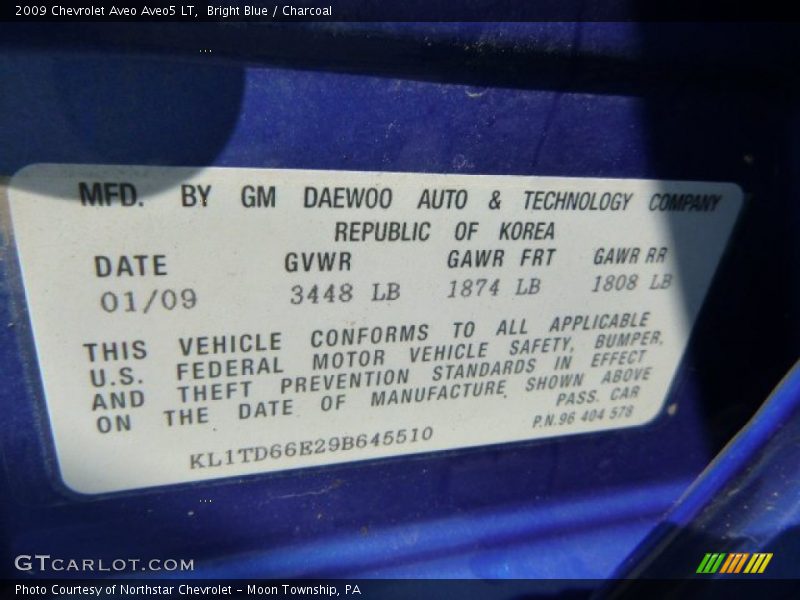 2009 Chevrolet Aveo Aveo5 LT,  Bright Blue / Charcoal
MFD. BY GM DAEWOO AUTO & TECHNOLOGY COMPANY
REPUBLIC OF KOREA
DATE GVWR GAWR FRT GAWR RR
01/09 3448 LB 1874 LB 1808 LB
THIS VEHICLE CONFORMS TO ALL APPLICABLE
U.S. FEDERAL MOTOR VEHICLE SAFETY, BUMPER,
AND THEFT PREVENTION STANDARDS IN EFFECT
ON THE DATE OF MANUFACTURE SHOWN ABOVE
PASS. CAR
KL1TD66E29B645510
P.N.96 404 578
GTCARLOT.COM
Photo Courtesy of Northstar Chevrolet - Moon Township, PA